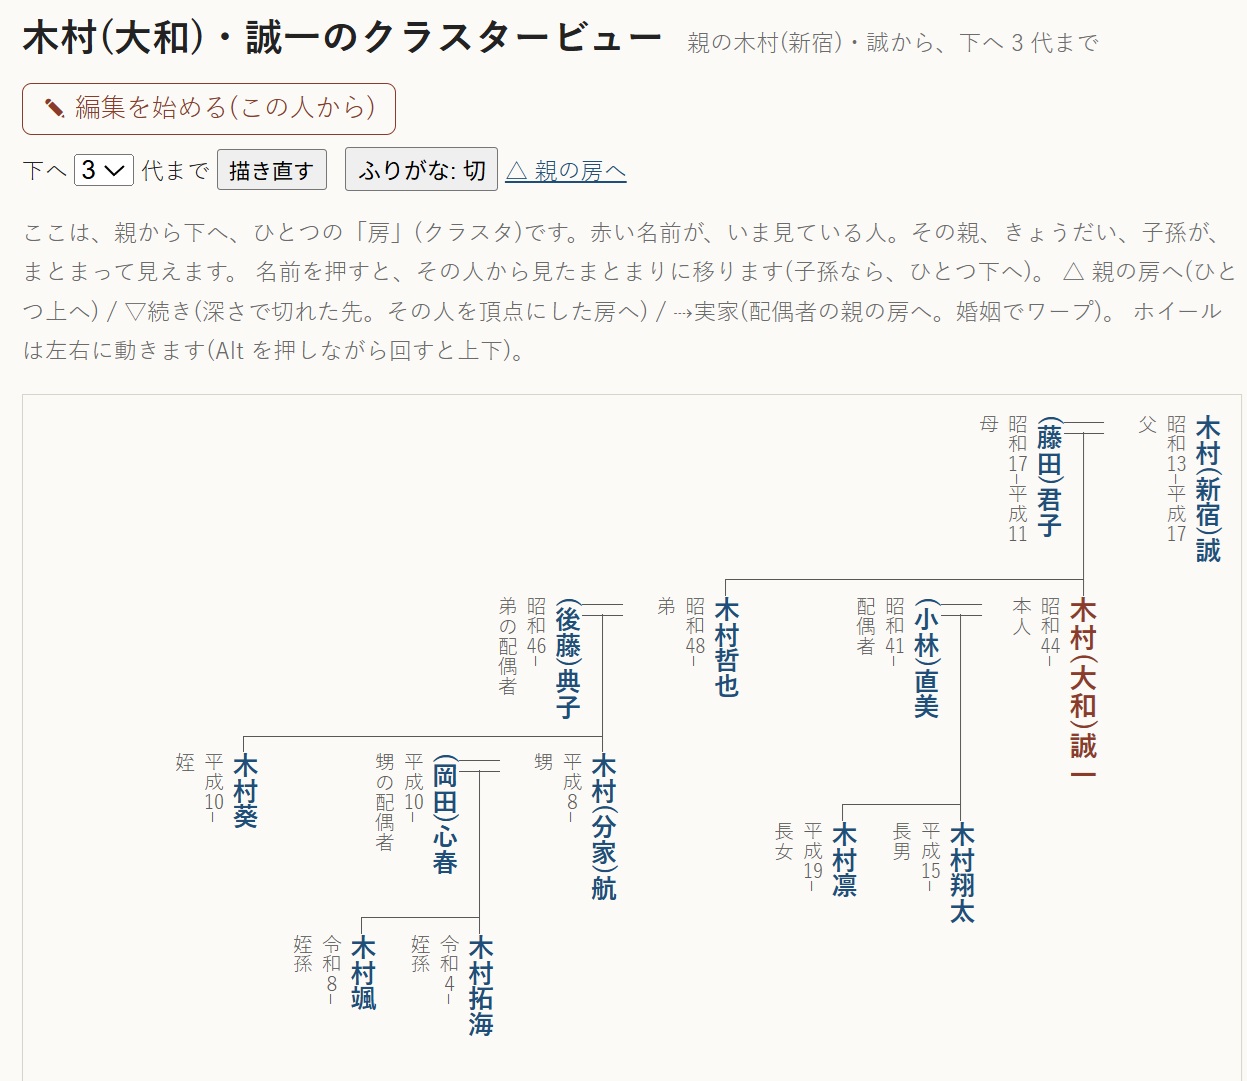 木村(大和)・誠一のクラスタービュー 親の木村(新宿)・誠から、下へ 3 代まで
編集を始める(この人から)
下へ 3 代まで 描き直す ふりがな: 切 △ 親の房へ
ここは、親から下へ、ひとつの「房」(クラスタ)です。赤い名前が、いま見ている人。その親、きょうだい、子孫が、
まとまって見えます。 名前を押すと、その人から見たまとまりに移ります(子孫なら、ひとつ下へ)。 △ 親の房へ(ひと
つ上へ) / ▽続き(深さで切れた先。その人を頂点にした房へ) / ⇢実家(配偶者の親の房へ。婚姻でワープ)。 ホイール
は左右に動きます(Alt を押しながら回すと上下)。
木村(新宿)誠
昭和13–平成17
父
(藤田)君子
昭和17–平成11
母
木村(大和)誠一
昭和44–
本人
(小林)直美
昭和41–
配偶者
木村哲也
昭和48–
弟
(後藤)典子
昭和46–
弟の配偶者
木村翔太
平成15–
長男
木村凛
平成19–
長女
木村(分家)航
平成8–
甥
(岡田)心春
平成10–
甥の配偶者
木村葵
平成10–
姪
木村拓海
令和4–
姪孫
木村颯
令和8–
姪孫